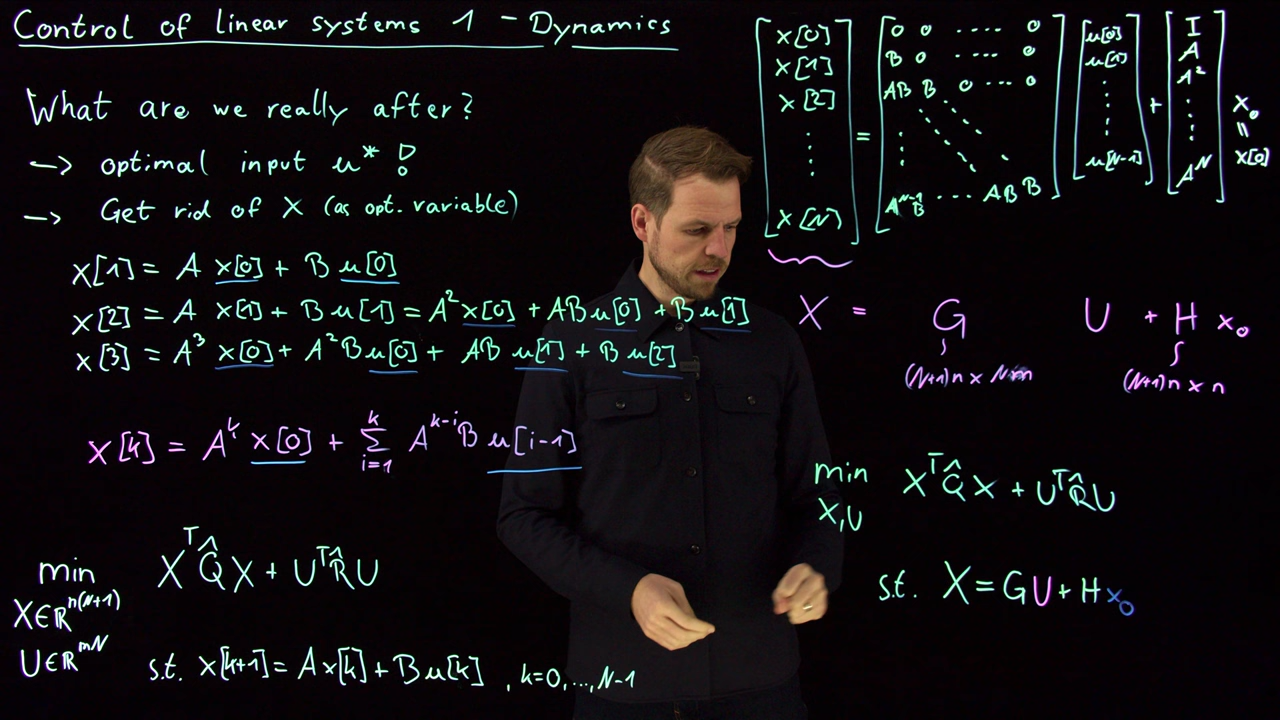 Control of linear systems 1 - Dynamics
What are we really after?
-> optimal input u* !
-> Get rid of X (as opt. variable)
x[1] = A x[0] + B u[0]
x[2] = A x[1] + B u[1] = A² x[0] + AB u[0] + B u[1]
x[3] = A³ x[0] + A²B u[0] + AB u[1] + B u[2]
x[k] = A^k x[0] + Σ_{i=1}^{k} A^{k-i} B u[i-1]
min X^T Q̂ X + U^T R̂ U
X∈ℝ^{n(N+1)}
U∈ℝ^{mN}
s.t. x[k+1] = A x[k] + B u[k] , k=0,...,N-1
x[0] 0 0 .... 0 u[0] I
x[1] B 0 .... 0 u[1] A
x[2] AB B 0 ... 0 A²
= + x₀
= x[0]
x[N] A^{N-1}B ... AB B u[N-1] A^N
X = G U + H x₀
(N+1)n × Nm (N+1)n × n
min X^T Q̂ X + U^T R̂ U
X,U
s.t. X = GU + H x₀